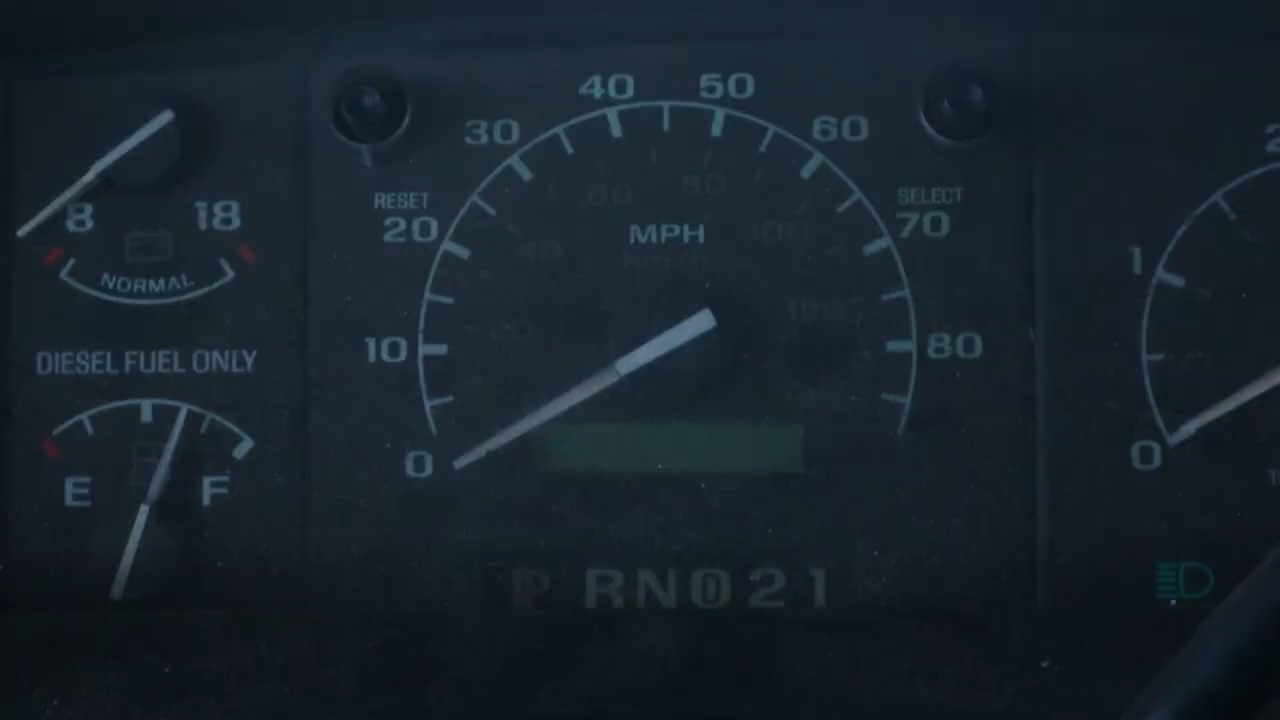 40 50
30 60
RESET SELECT
20 70
8 18
MPH
NORMAL
1
10 80
DIESEL FUEL ONLY
0
0
E F
P RN 0 2 1